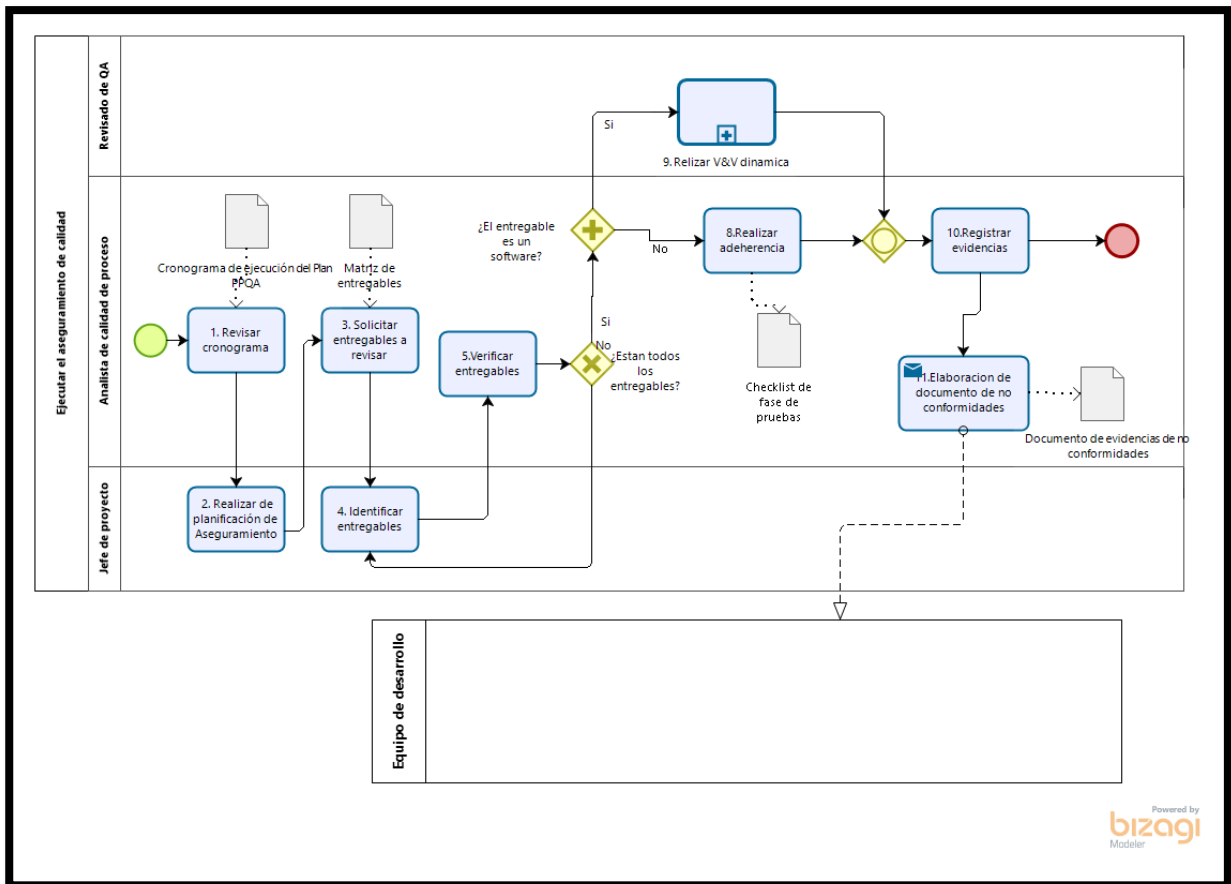 Ejecutar el aseguramiento de calidad
Revisado de QA
Si
9. Relizar V&V dinamica
Analista de calidad de proceso
Cronograma de ejecución del Plan
PPQA
Matriz de
entregables
¿El entregable
es un
software?
No
8.Realizar
adeherencia
10.Registrar
evidencias
1. Revisar
cronograma
3. Solicitar
entregables a
revisar
5.Verificar
entregables
Si
No
¿Estan todos
los
entregables?
Checklist de
fase de
pruebas
11.Elaboracion de
documento de no
conformidades
Documento de evidencias de no
conformidades
Jefe de proyecto
2. Realizar de
planificación de
Aseguramiento
4. Identificar
entregables
Equipo de desarrollo
Powered by
bizagi
Modeler